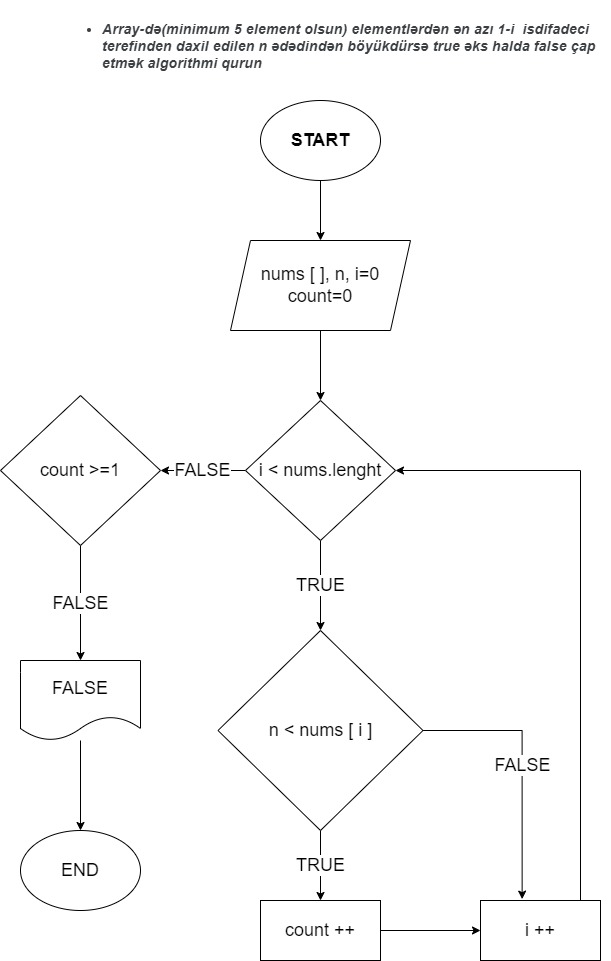 • Array-də(minimum 5 element olsun) elementlərdən ən azı 1-i isdifadeci
terefinden daxil edilen n ədədindən böyükdürsə true əks halda false çap
etmək algorithmi qurun
START
nums [ ], n, i=0
count=0
count >=1
FALSE
i < nums.lenght
TRUE
FALSE
FALSE
n < nums [ i ]
FALSE
TRUE
END
count ++
i ++